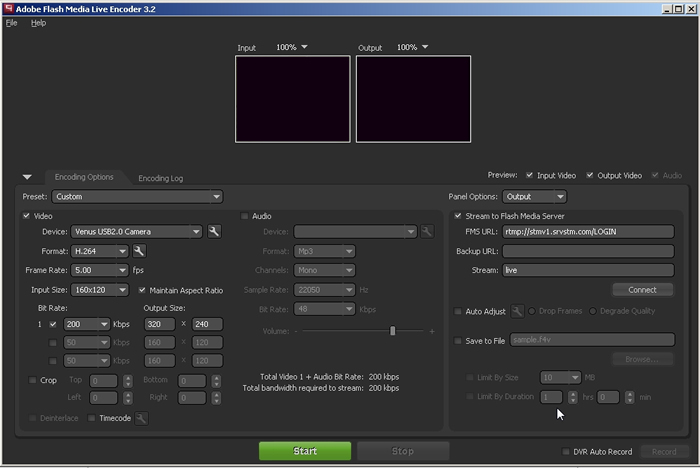 Adobe Flash Media Live Encoder 3.2
File Help
Input 100% Output 100%
Encoding Options Encoding Log Preview: Input Video Output Video Audio
Preset: Custom Panel Options: Output
Video Audio Stream to Flash Media Server
Device: Venus USB2.0 Camera Device: FMS URL: rtmp://stmv1.srvstm.com/LOGIN
Format: H.264 Format: Mp3 Backup URL:
Frame Rate: 5.00 fps Channels: Mono Stream: live
Input Size: 160x120 Maintain Aspect Ratio Sample Rate: 22050 Hz Connect
Bit Rate: Output Size: Bit Rate: 48 Kbps Auto Adjust Drop Frames Degrade Quality
1 200 Kbps 320 x 240 Volume: - +
50 Kbps 160 x 120 Save to File sample.f4v
50 Kbps 160 x 120 Browse...
Crop Top 0 Bottom 0 Total Video 1 + Audio Bit Rate: 200 kbps Limit By Size 10 MB
Left 0 Right 0 Total bandwidth required to stream: 200 kbps Limit By Duration 1 hrs 0 min
Deinterlace Timecode
Start Stop DVR Auto Record Record